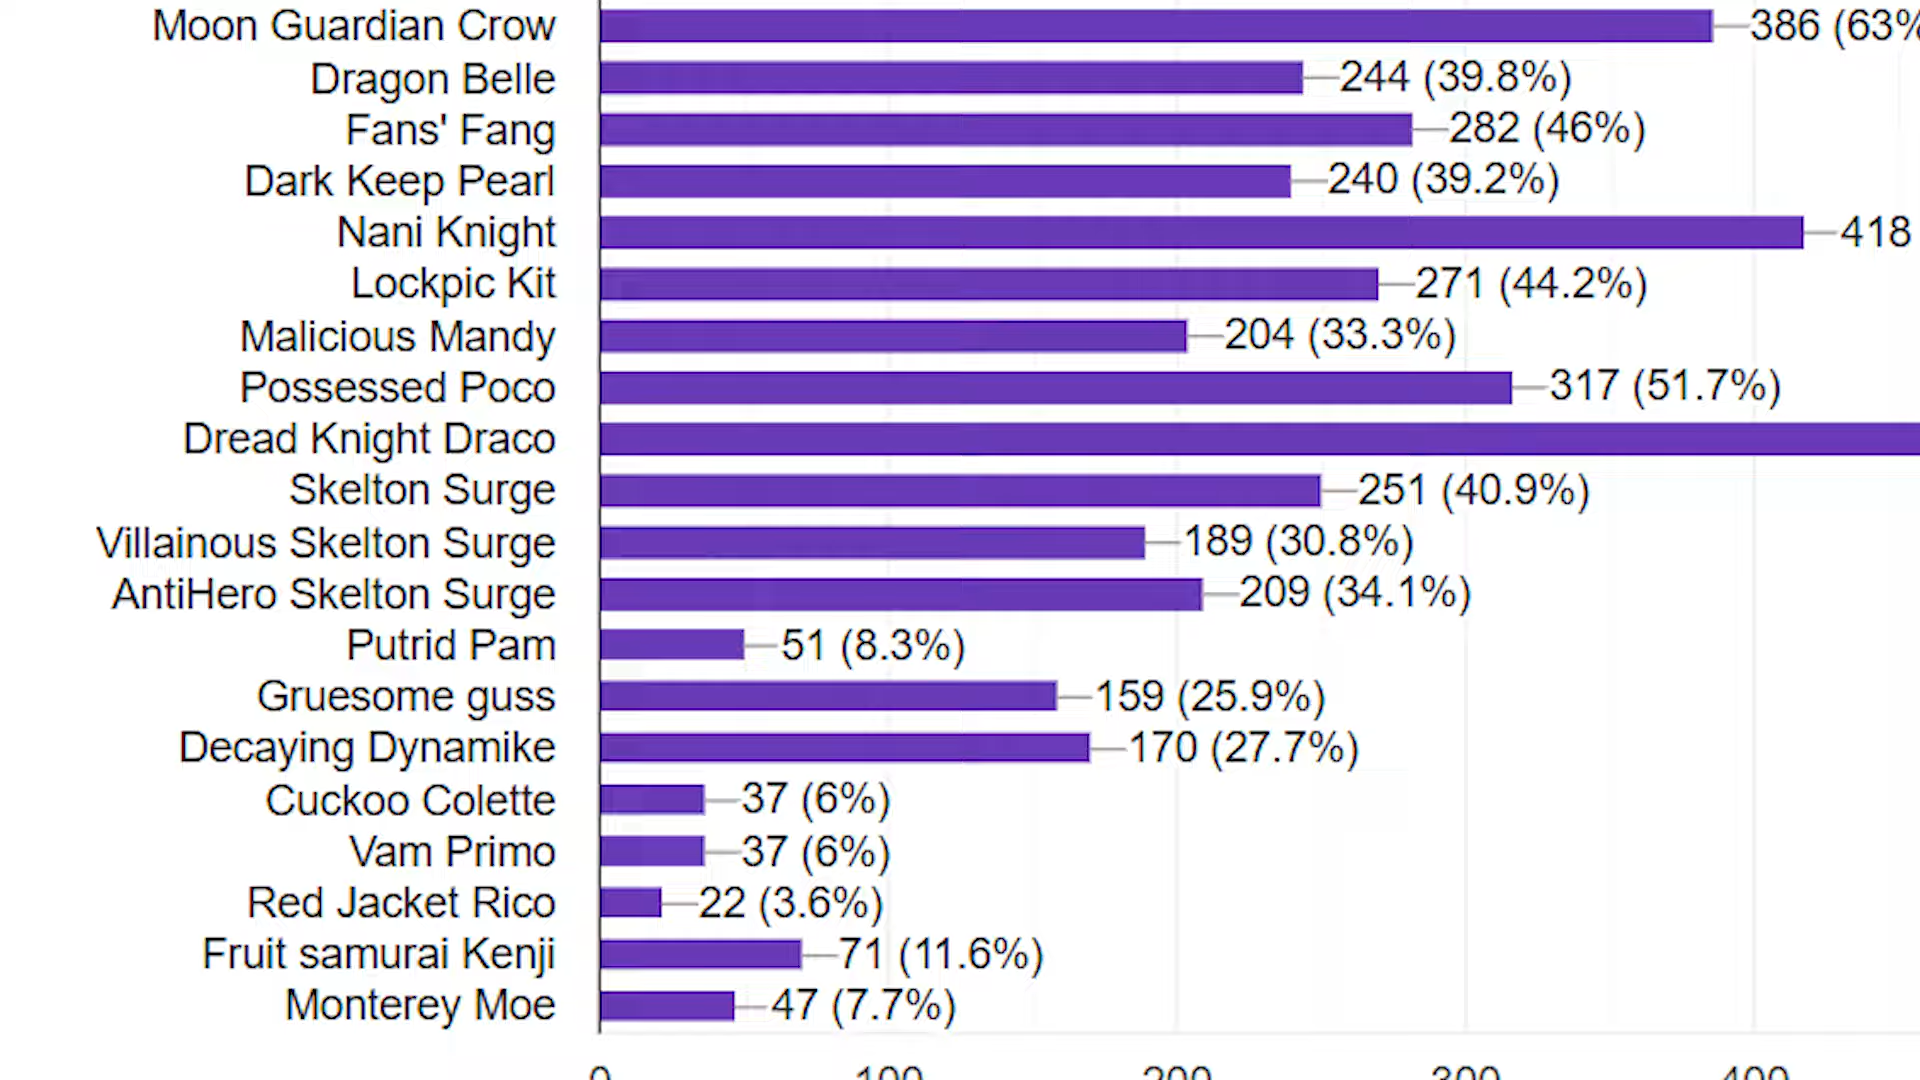 Moon Guardian Crow 386 (63%
Dragon Belle 244 (39.8%)
Fans' Fang 282 (46%)
Dark Keep Pearl 240 (39.2%)
Nani Knight 418
Lockpic Kit 271 (44.2%)
Malicious Mandy 204 (33.3%)
Possessed Poco 317 (51.7%)
Dread Knight Draco
Skelton Surge 251 (40.9%)
Villainous Skelton Surge 189 (30.8%)
AntiHero Skelton Surge 209 (34.1%)
Putrid Pam 51 (8.3%)
Gruesome guss 159 (25.9%)
Decaying Dynamike 170 (27.7%)
Cuckoo Colette 37 (6%)
Vam Primo 37 (6%)
Red Jacket Rico 22 (3.6%)
Fruit samurai Kenji 71 (11.6%)
Monterey Moe 47 (7.7%)
0 100 200 300 400